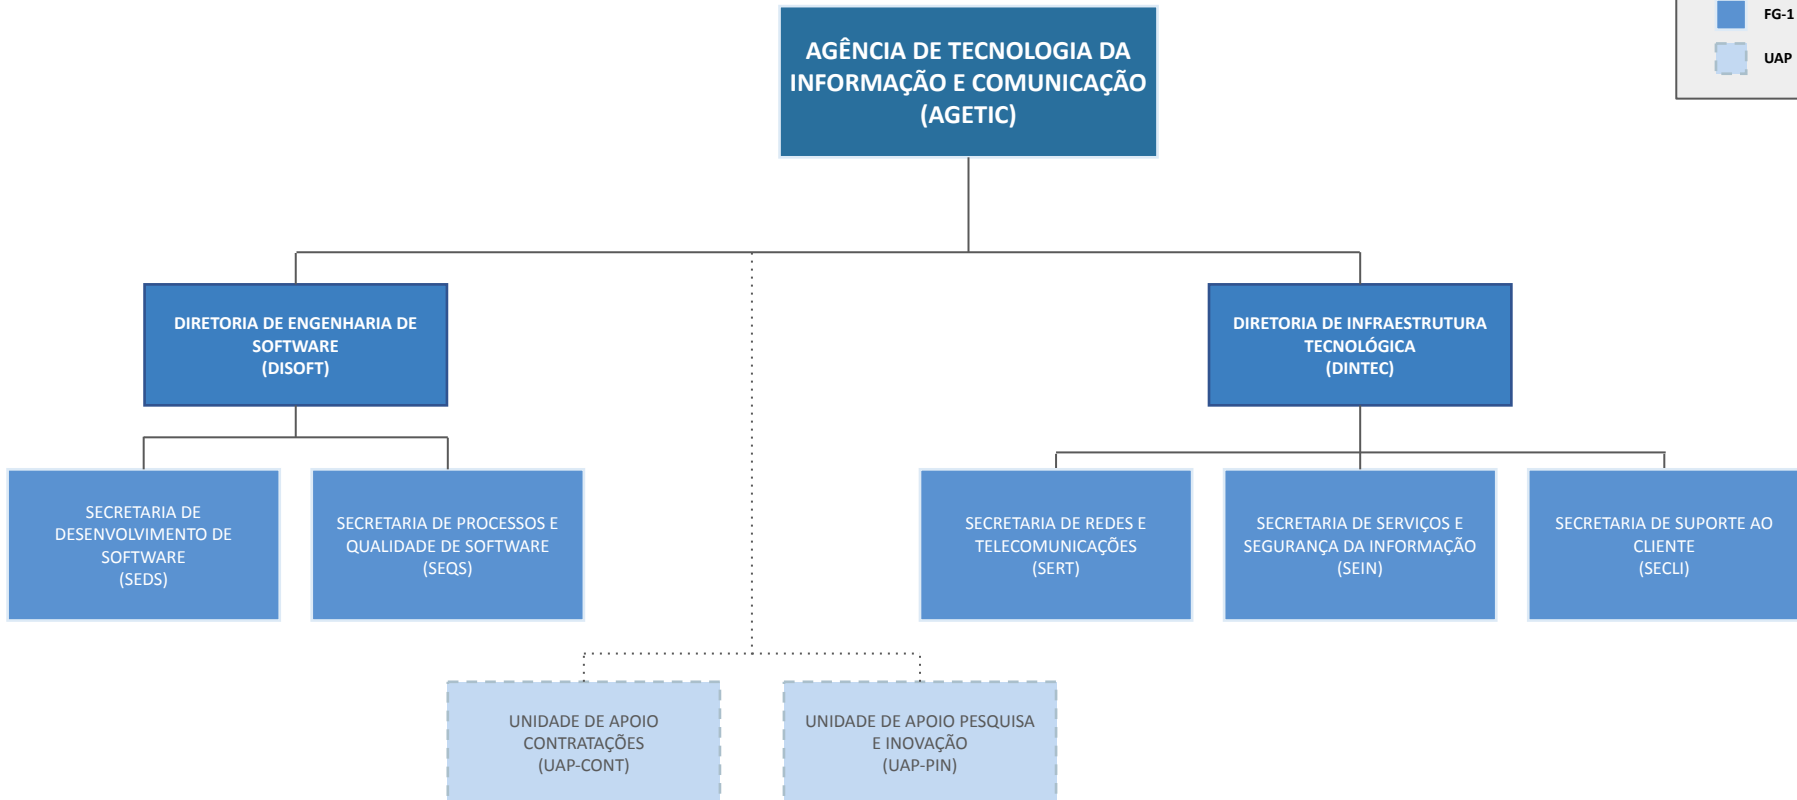 FG-1
UAP
AGÊNCIA DE TECNOLOGIA DA
INFORMAÇÃO E COMUNICAÇÃO
(AGETIC)
DIRETORIA DE ENGENHARIA DE
SOFTWARE
(DISOFT)
DIRETORIA DE INFRAESTRUTURA
TECNOLÓGICA
(DINTEC)
SECRETARIA DE
DESENVOLVIMENTO DE
SOFTWARE
(SEDS)
SECRETARIA DE PROCESSOS E
QUALIDADE DE SOFTWARE
(SEQS)
SECRETARIA DE REDES E
TELECOMUNICAÇÕES
(SERT)
SECRETARIA DE SERVIÇOS E
SEGURANÇA DA INFORMAÇÃO
(SEIN)
SECRETARIA DE SUPORTE AO
CLIENTE
(SECLI)
UNIDADE DE APOIO
CONTRATAÇÕES
(UAP-CONT)
UNIDADE DE APOIO PESQUISA
E INOVAÇÃO
(UAP-PIN)